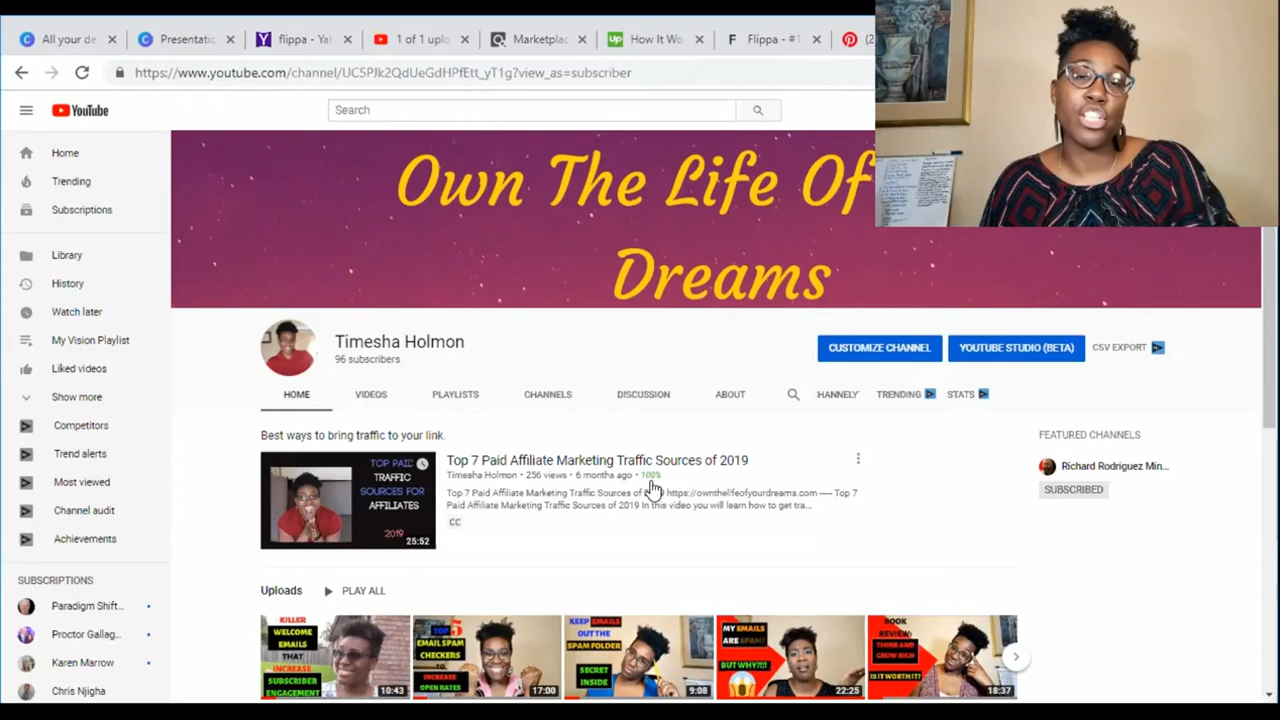 All your de
Presentatic
flippa - Yah
1 of 1 uplo
Marketplac
How It Wo
Flippa - #1
(2
https://www.youtube.com/channel/UC5PJk2QdUeGdHPfEtt_yT1g?view_as=subscriber
YouTube
Search
Own The Life Of
Dreams
Home
Trending
Subscriptions
Library
History
Watch later
My Vision Playlist
Liked videos
Show more
Competitors
Trend alerts
Most viewed
Channel audit
Achievements
SUBSCRIPTIONS
Paradigm Shift...
Proctor Gallag...
Karen Marrow
Chris Njigha
Timesha Holmon
96 subscribers
CUSTOMIZE CHANNEL
YOUTUBE STUDIO (BETA)
CSV EXPORT
HOME VIDEOS PLAYLISTS CHANNELS DISCUSSION ABOUT HANNELY TRENDING STATS
Best ways to bring traffic to your link.
TOP PAID
TRAFFIC
SOURCES FOR
AFFILIATES
2019
25:52
Top 7 Paid Affiliate Marketing Traffic Sources of 2019
Timesha Holmon • 256 views • 6 months ago • 100%
Top 7 Paid Affiliate Marketing Traffic Sources of https://ownthelifeofyourdreams.com ---- Top 7
Paid Affiliate Marketing Traffic Sources of 2019 In this video you will learn how to get tra...
CC
FEATURED CHANNELS
Richard Rodriguez Min...
SUBSCRIBED
Uploads PLAY ALL
KILLER
WELCOME
EMAILS
THAT
INCREASE
SUBSCRIBER
ENGAGEMENT
10:43
TOP 5
EMAIL SPAM
CHECKERS
TO
INCREASE
OPEN RATES
17:00
KEEP EMAILS
OUT THE
SPAM FOLDER
SECRET
INSIDE
9:08
MY EMAILS
ARE SPAM?
BUT WHY?!!!
22:25
BOOK
REVIEW:
THINK AND
GROW RICH
IS IT WORTH IT?
18:37